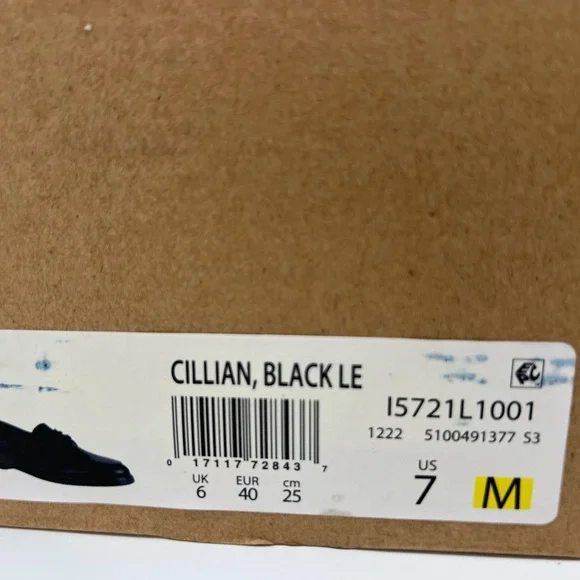 CILLIAN, BLACK LE
I5721L1001
1222 5100491377 S3
0 17117 72843 7
UK EUR cm US
6 40 25 7 M